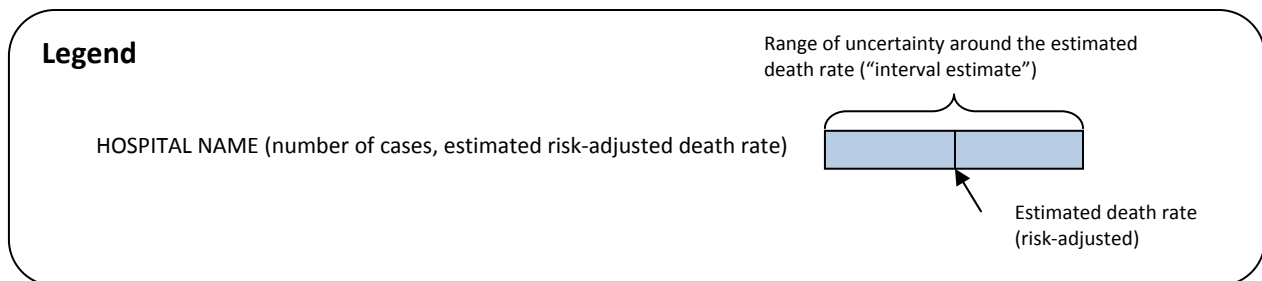 Legend
Range of uncertainty around the estimated
death rate (“interval estimate”)
HOSPITAL NAME (number of cases, estimated risk-adjusted death rate)
Estimated death rate
(risk-adjusted)